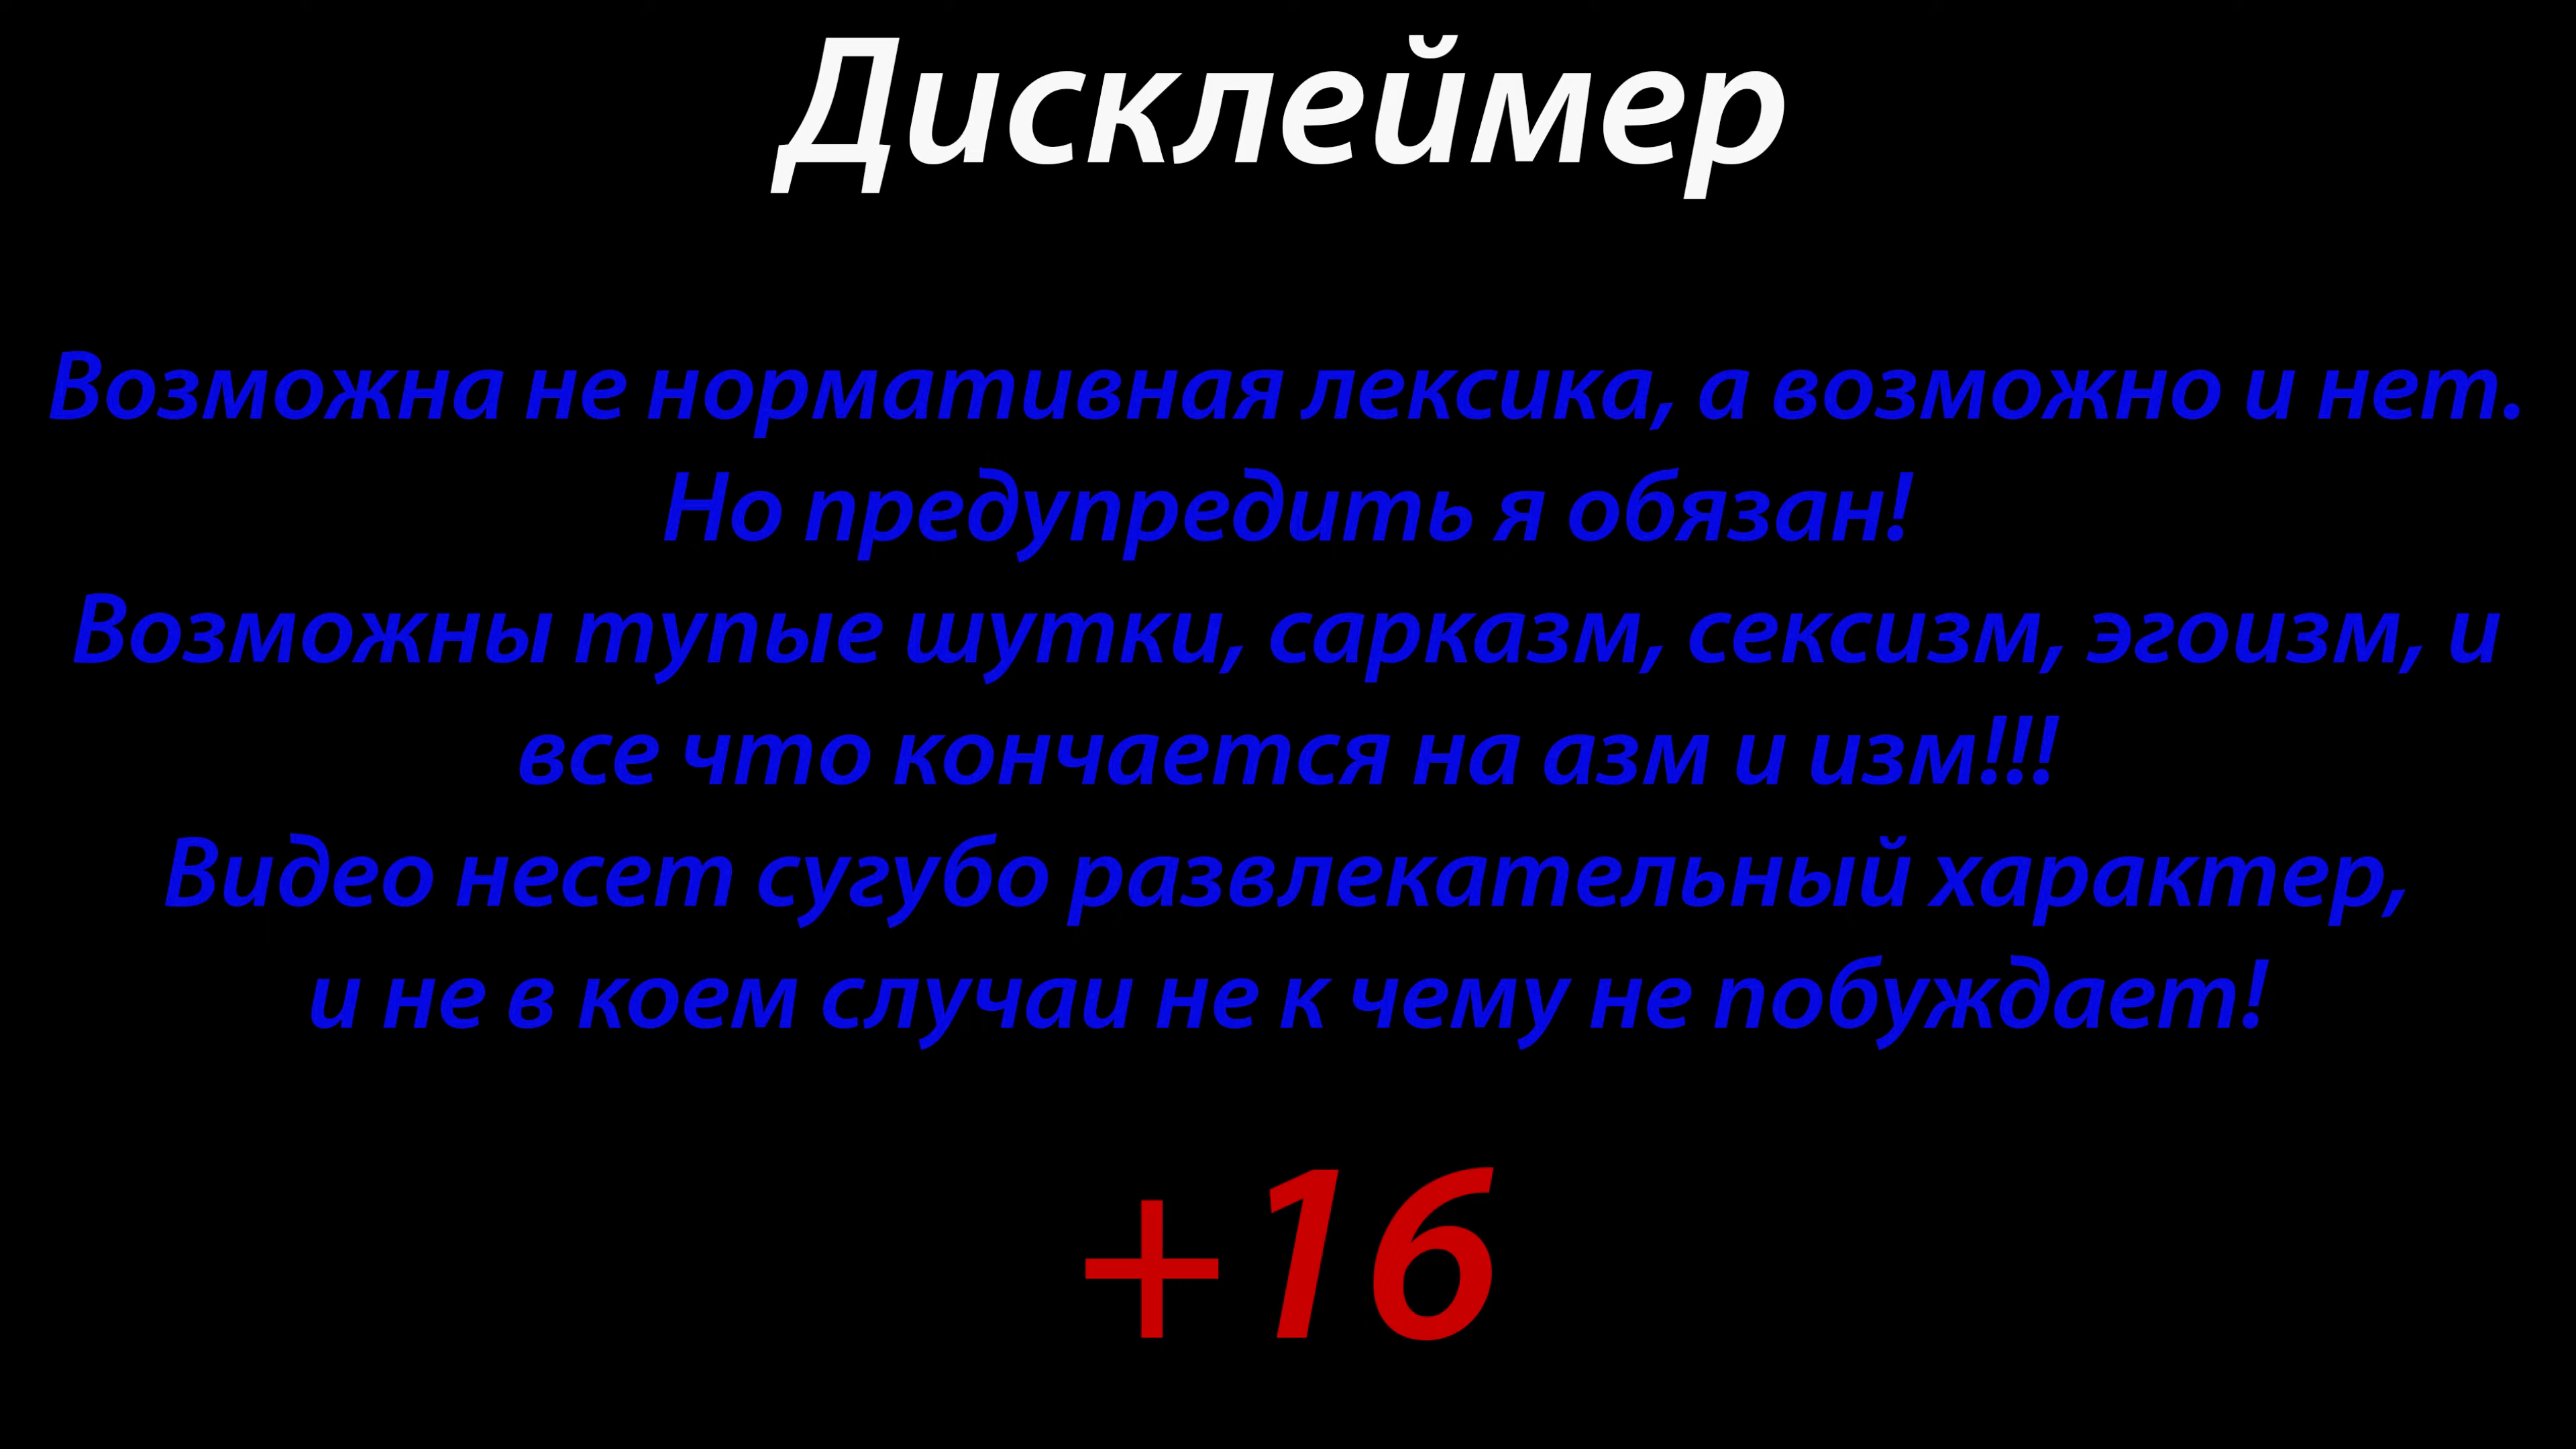 Дисклеймер
Возможна не нормативная лексика, а возможно и нет.
Но предупредить я обязан!
Возможны тупые шутки, сарказм, сексизм, эгоизм, и
все что кончается на азм и изм!!!
Видео несет сугубо развлекательный характер,
и не в коем случаи не к чему не побуждает!
+16